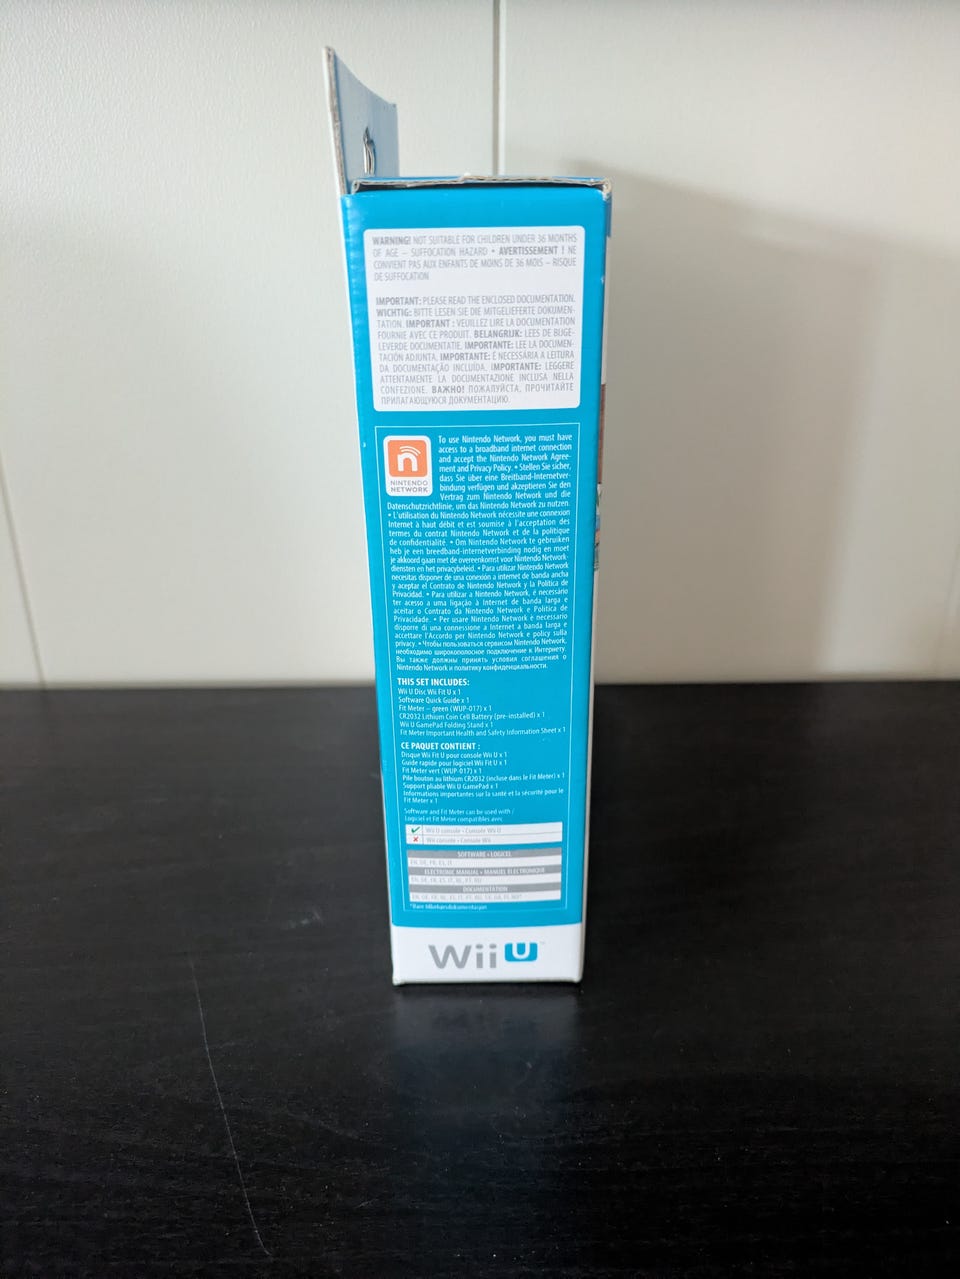 WARNING! NOT SUITABLE FOR CHILDREN UNDER 36 MONTHS
OF AGE – SUFFOCATION HAZARD • AVERTISSEMENT ! NE
CONVIENT PAS AUX ENFANTS DE MOINS DE 36 MOIS – RISQUE
DE SUFFOCATION
IMPORTANT: PLEASE READ THE ENCLOSED DOCUMENTATION.
WICHTIG: BITTE LESEN SIE DIE MITGELIEFERTE DOKUMEN-
TATION. IMPORTANT : VEUILLEZ LIRE LA DOCUMENTATION
FOURNIE AVEC CE PRODUIT. BELANGRIJK: LEES DE BIJGE-
LEVERDE DOCUMENTATIE. IMPORTANTE: LEE LA DOCUMEN-
TACIÓN ADJUNTA. IMPORTANTE: É NECESSÁRIA A LEITURA
DA DOCUMENTAÇÃO INCLUÍDA. IMPORTANTE: LEGGERE
ATTENTAMENTE LA DOCUMENTAZIONE INCLUSA NELLA
CONFEZIONE. ВАЖНО! ПОЖАЛУЙСТА, ПРОЧИТАЙТЕ
ПРИЛАГАЮЩУЮСЯ ДОКУМЕНТАЦИЮ.
n
NINTENDO
NETWORK
To use Nintendo Network, you must have
access to a broadband internet connection
and accept the Nintendo Network Agree-
ment and Privacy Policy. • Stellen Sie sicher,
dass Sie über eine Breitband-Internetver-
bindung verfügen und akzeptieren Sie den
Vertrag zum Nintendo Network und die
Datenschutzrichtlinie, um das Nintendo Network zu nutzen.
• L'utilisation du Nintendo Network nécessite une connexion
Internet à haut débit et est soumise à l'acceptation des
termes du contrat Nintendo Network et de la politique
de confidentialité. • Om Nintendo Network te gebruiken
heb je een breedband-internetverbinding nodig en moet
je akkoord gaan met de overeenkomst voor Nintendo Network-
diensten en het privacybeleid. • Para utilizar Nintendo Network
necesitas disponer de una conexión a internet de banda ancha
y aceptar el Contrato de Nintendo Network y la Política de
Privacidad. • Para utilizar a Nintendo Network, é necessário
ter acesso a uma ligação à Internet de banda larga e
aceitar o Contrato da Nintendo Network e Política de
Privacidade. • Per usare Nintendo Network è necessario
disporre di una connessione a Internet a banda larga e
accettare l'Accordo per Nintendo Network e policy sulla
privacy. • Чтобы пользоваться сервисом Nintendo Network,
необходимо широкополосное подключение к Интернету.
Вы также должны принять условия соглашения о
Nintendo Network и политику конфиденциальности.
THIS SET INCLUDES:
Wii U Disc Wii Fit U x 1
Software Quick Guide x 1
Fit Meter – green (WUP-017) x 1
CR2032 Lithium Coin Cell Battery (pre-installed) x 1
Wii U GamePad Folding Stand x 1
Fit Meter Important Health and Safety Information Sheet x 1
CE PAQUET CONTIENT :
Disque Wii Fit U pour console Wii U x 1
Guide rapide pour logiciel Wii Fit U x 1
Fit Meter vert (WUP-017) x 1
Pile bouton au lithium CR2032 (incluse dans le Fit Meter) x 1
Support pliable Wii U GamePad x 1
Informations importantes sur la santé et la sécurité pour le
Fit Meter x 1
Software and Fit Meter can be used with /
Logiciel et Fit Meter compatibles avec
Wii U console • Console Wii U
Wii console • Console Wii
SOFTWARE • LOGICIEL
EN, DE, FR, ES, IT
ELECTRONIC MANUAL • MANUEL ÉLECTRONIQUE
DOCUMENTATION
Wii U